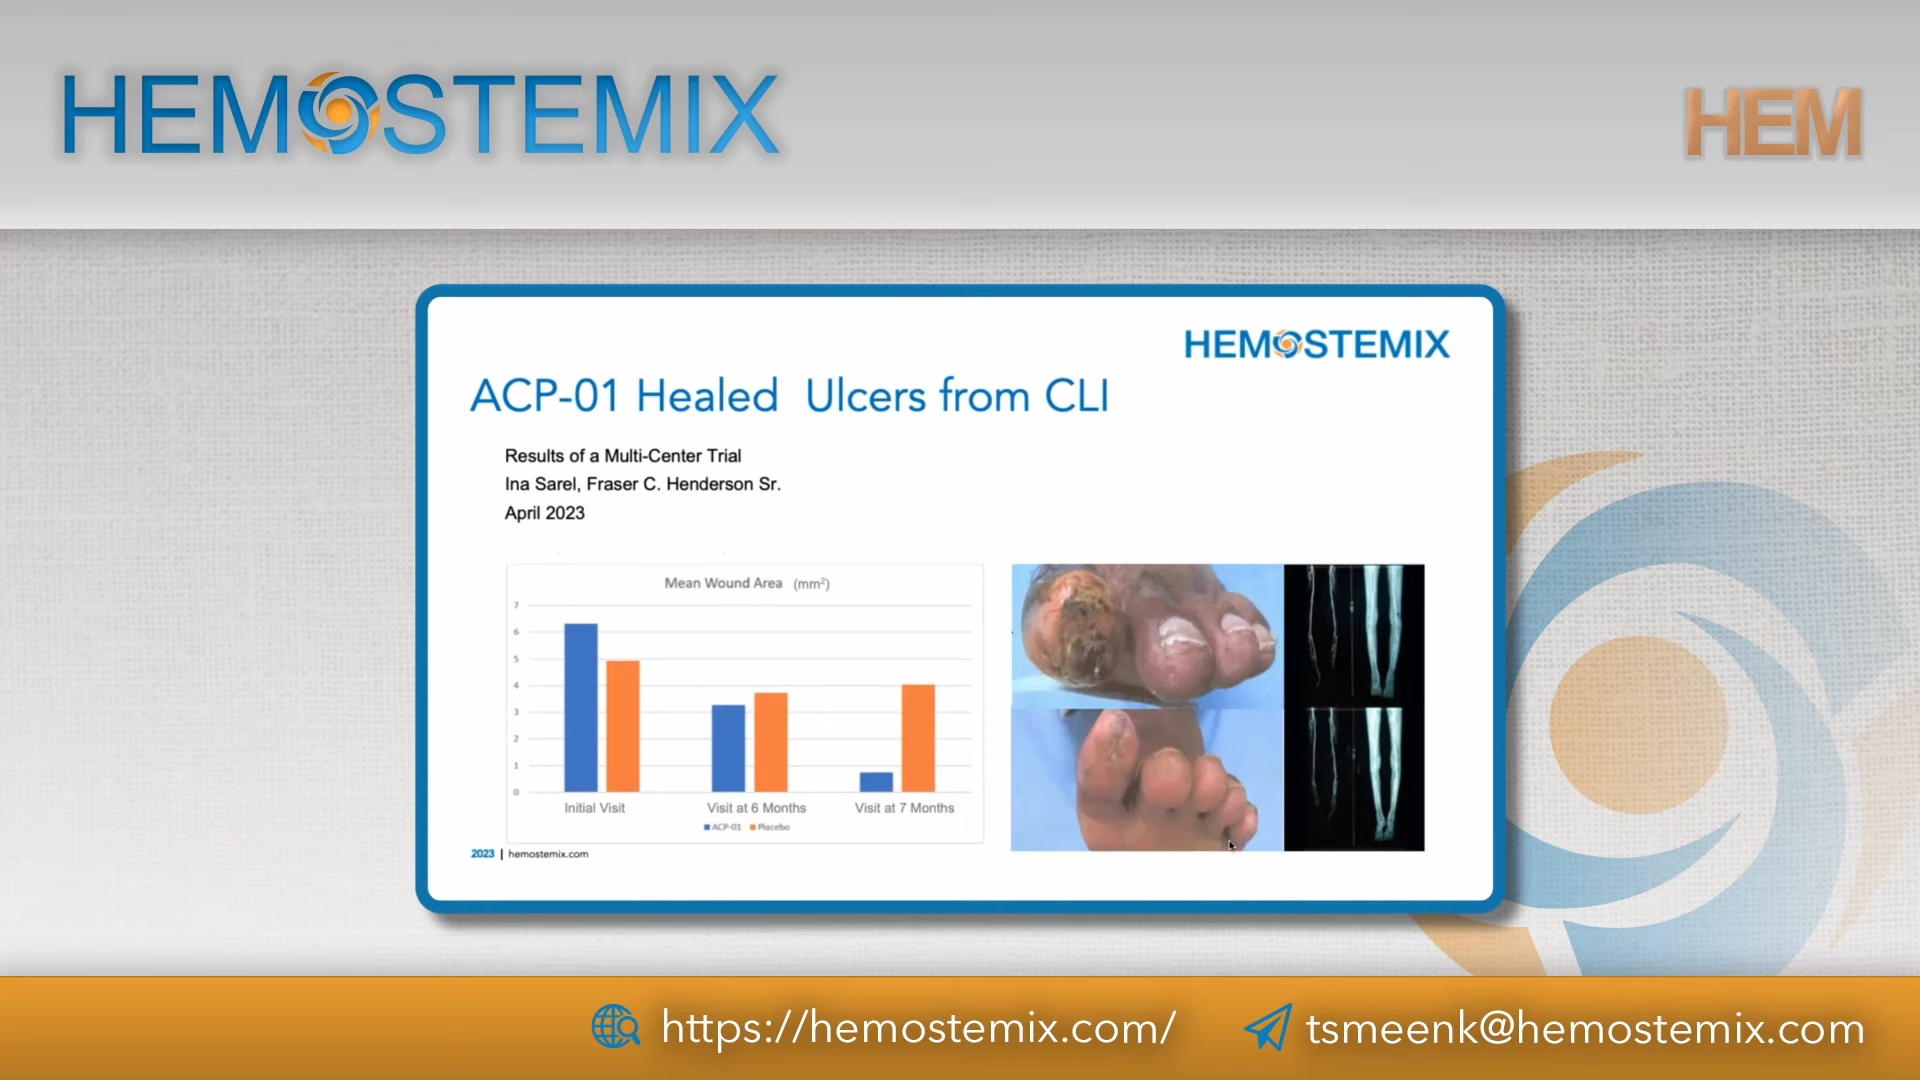 HEMOSTEMIX
HEM
HEMOSTEMIX
ACP-01 Healed Ulcers from CLI
Results of a Multi-Center Trial
Ina Sarel, Fraser C. Henderson Sr.
April 2023
Mean Wound Area (mm²)
7
6
5
4
3
2
1
0
Initial Visit
Visit at 6 Months
Visit at 7 Months
ACP-01 Placebo
2023 | hemostemix.com
https://hemostemix.com/
tsmeenk@hemostemix.com